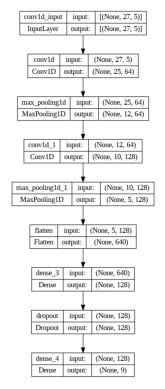 conv1d_input input: [(None, 27, 5)]
InputLayer output: [(None, 27, 5)]
conv1d input: (None, 27, 5)
Conv1D output: (None, 25, 64)
max_pooling1d input: (None, 25, 64)
MaxPooling1D output: (None, 12, 64)
conv1d_1 input: (None, 12, 64)
Conv1D output: (None, 10, 128)
max_pooling1d_1 input: (None, 10, 128)
MaxPooling1D output: (None, 5, 128)
flatten input: (None, 5, 128)
Flatten output: (None, 640)
dense_3 input: (None, 640)
Dense output: (None, 128)
dropout input: (None, 128)
Dropout output: (None, 128)
dense_4 input: (None, 128)
Dense output: (None, 9)